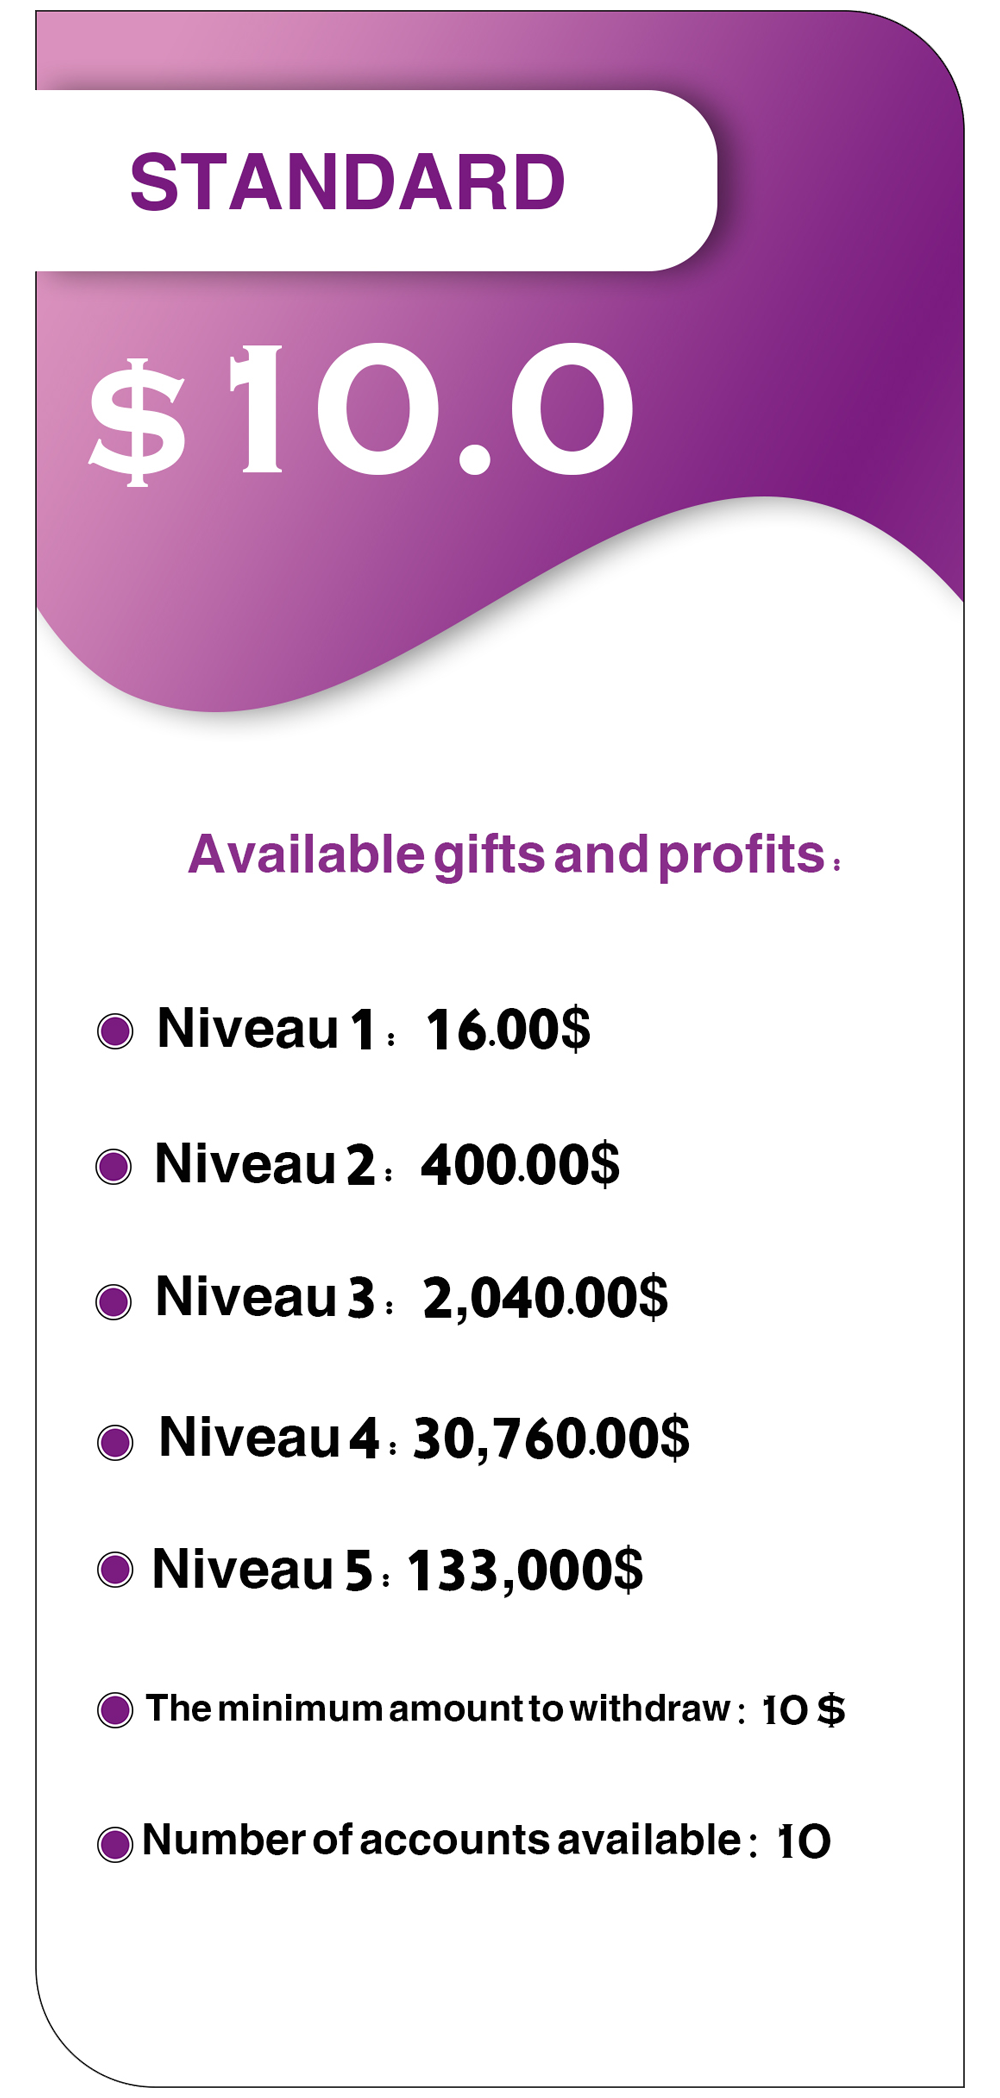 STANDARD
$10.0
Available gifts and profits :
Niveau 1 : 16.00$
Niveau 2 : 400.00$
Niveau 3 : 2,040.00$
Niveau 4 : 30,760.00$
Niveau 5 : 133,000$
The minimum amount to withdraw : 10 $
Number of accounts available : 10